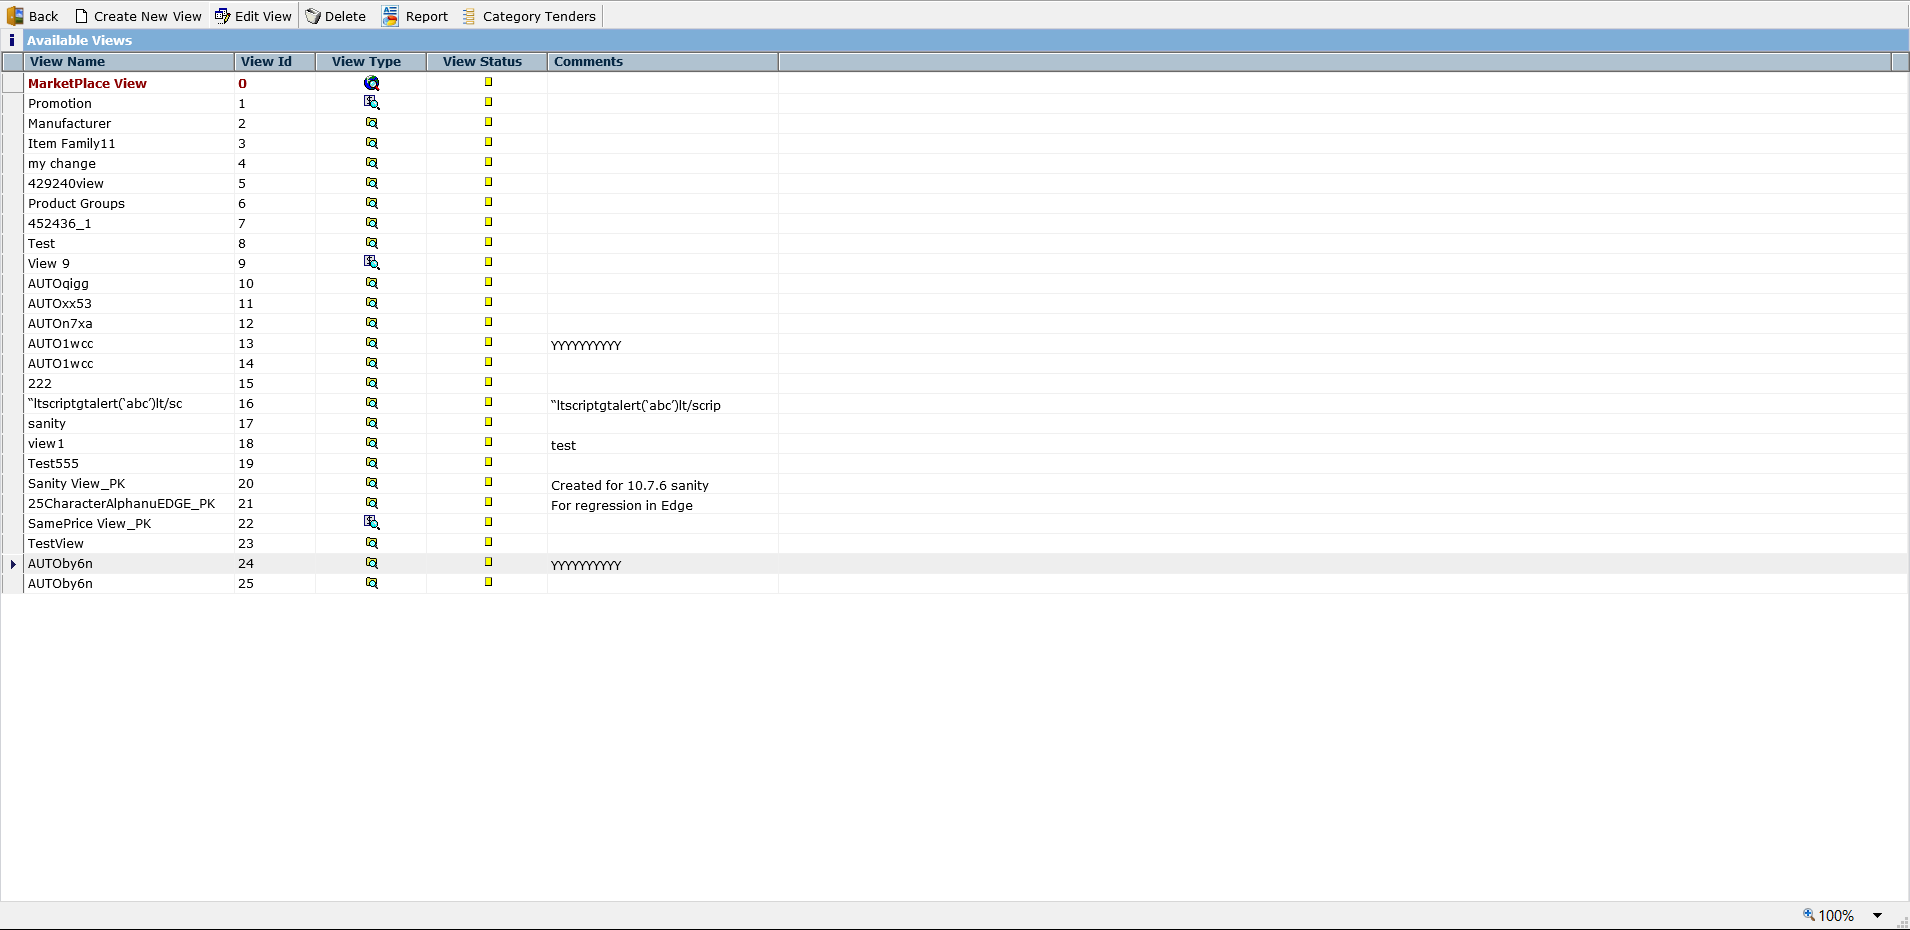 Back Create New View Edit View Delete Report Category Tenders
i Available Views
View Name View Id View Type View Status Comments
MarketPlace View 0
Promotion 1
Manufacturer 2
Item Family11 3
my change 4
429240view 5
Product Groups 6
452436_1 7
Test 8
View 9 9
AUTOqigg 10
AUTOxx53 11
AUTOn7xa 12
AUTO1wcc 13 YYYYYYYYYY
AUTO1wcc 14
222 15
“ltscriptgtalert(‘abc’)lt/sc 16 “ltscriptgtalert(‘abc’)lt/scrip
sanity 17
view1 18 test
Test555 19
Sanity View_PK 20 Created for 10.7.6 sanity
25CharacterAlphanuEDGE_PK 21 For regression in Edge
SamePrice View_PK 22
TestView 23
AUTOby6n 24 YYYYYYYYYY
AUTOby6n 25
100%